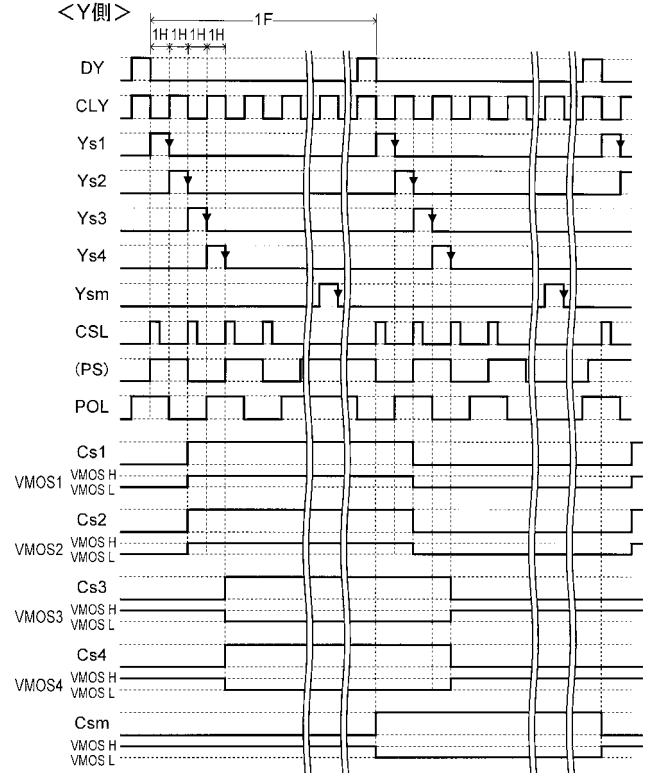 <Y側>
1F
1H 1H 1H 1H
DY
CLY
Ys1
Ys2
Ys3
Ys4
Ysm
CSL
(PS)
POL
Cs1
VMOS1 VMOS H
VMOS L
Cs2
VMOS2 VMOS H
VMOS L
Cs3
VMOS3 VMOS H
VMOS L
Cs4
VMOS4 VMOS H
VMOS L
Csm
VMOS H
VMOS L